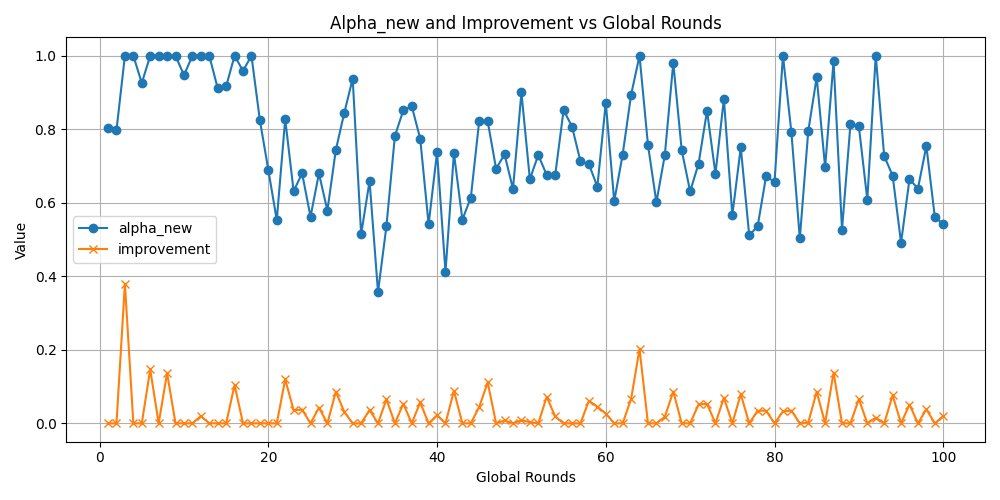 Alpha_new and Improvement vs Global Rounds
1.0
0.8
0.6
0.4
0.2
0.0
Value
alpha_new
improvement
0
20
40
60
80
100
Global Rounds